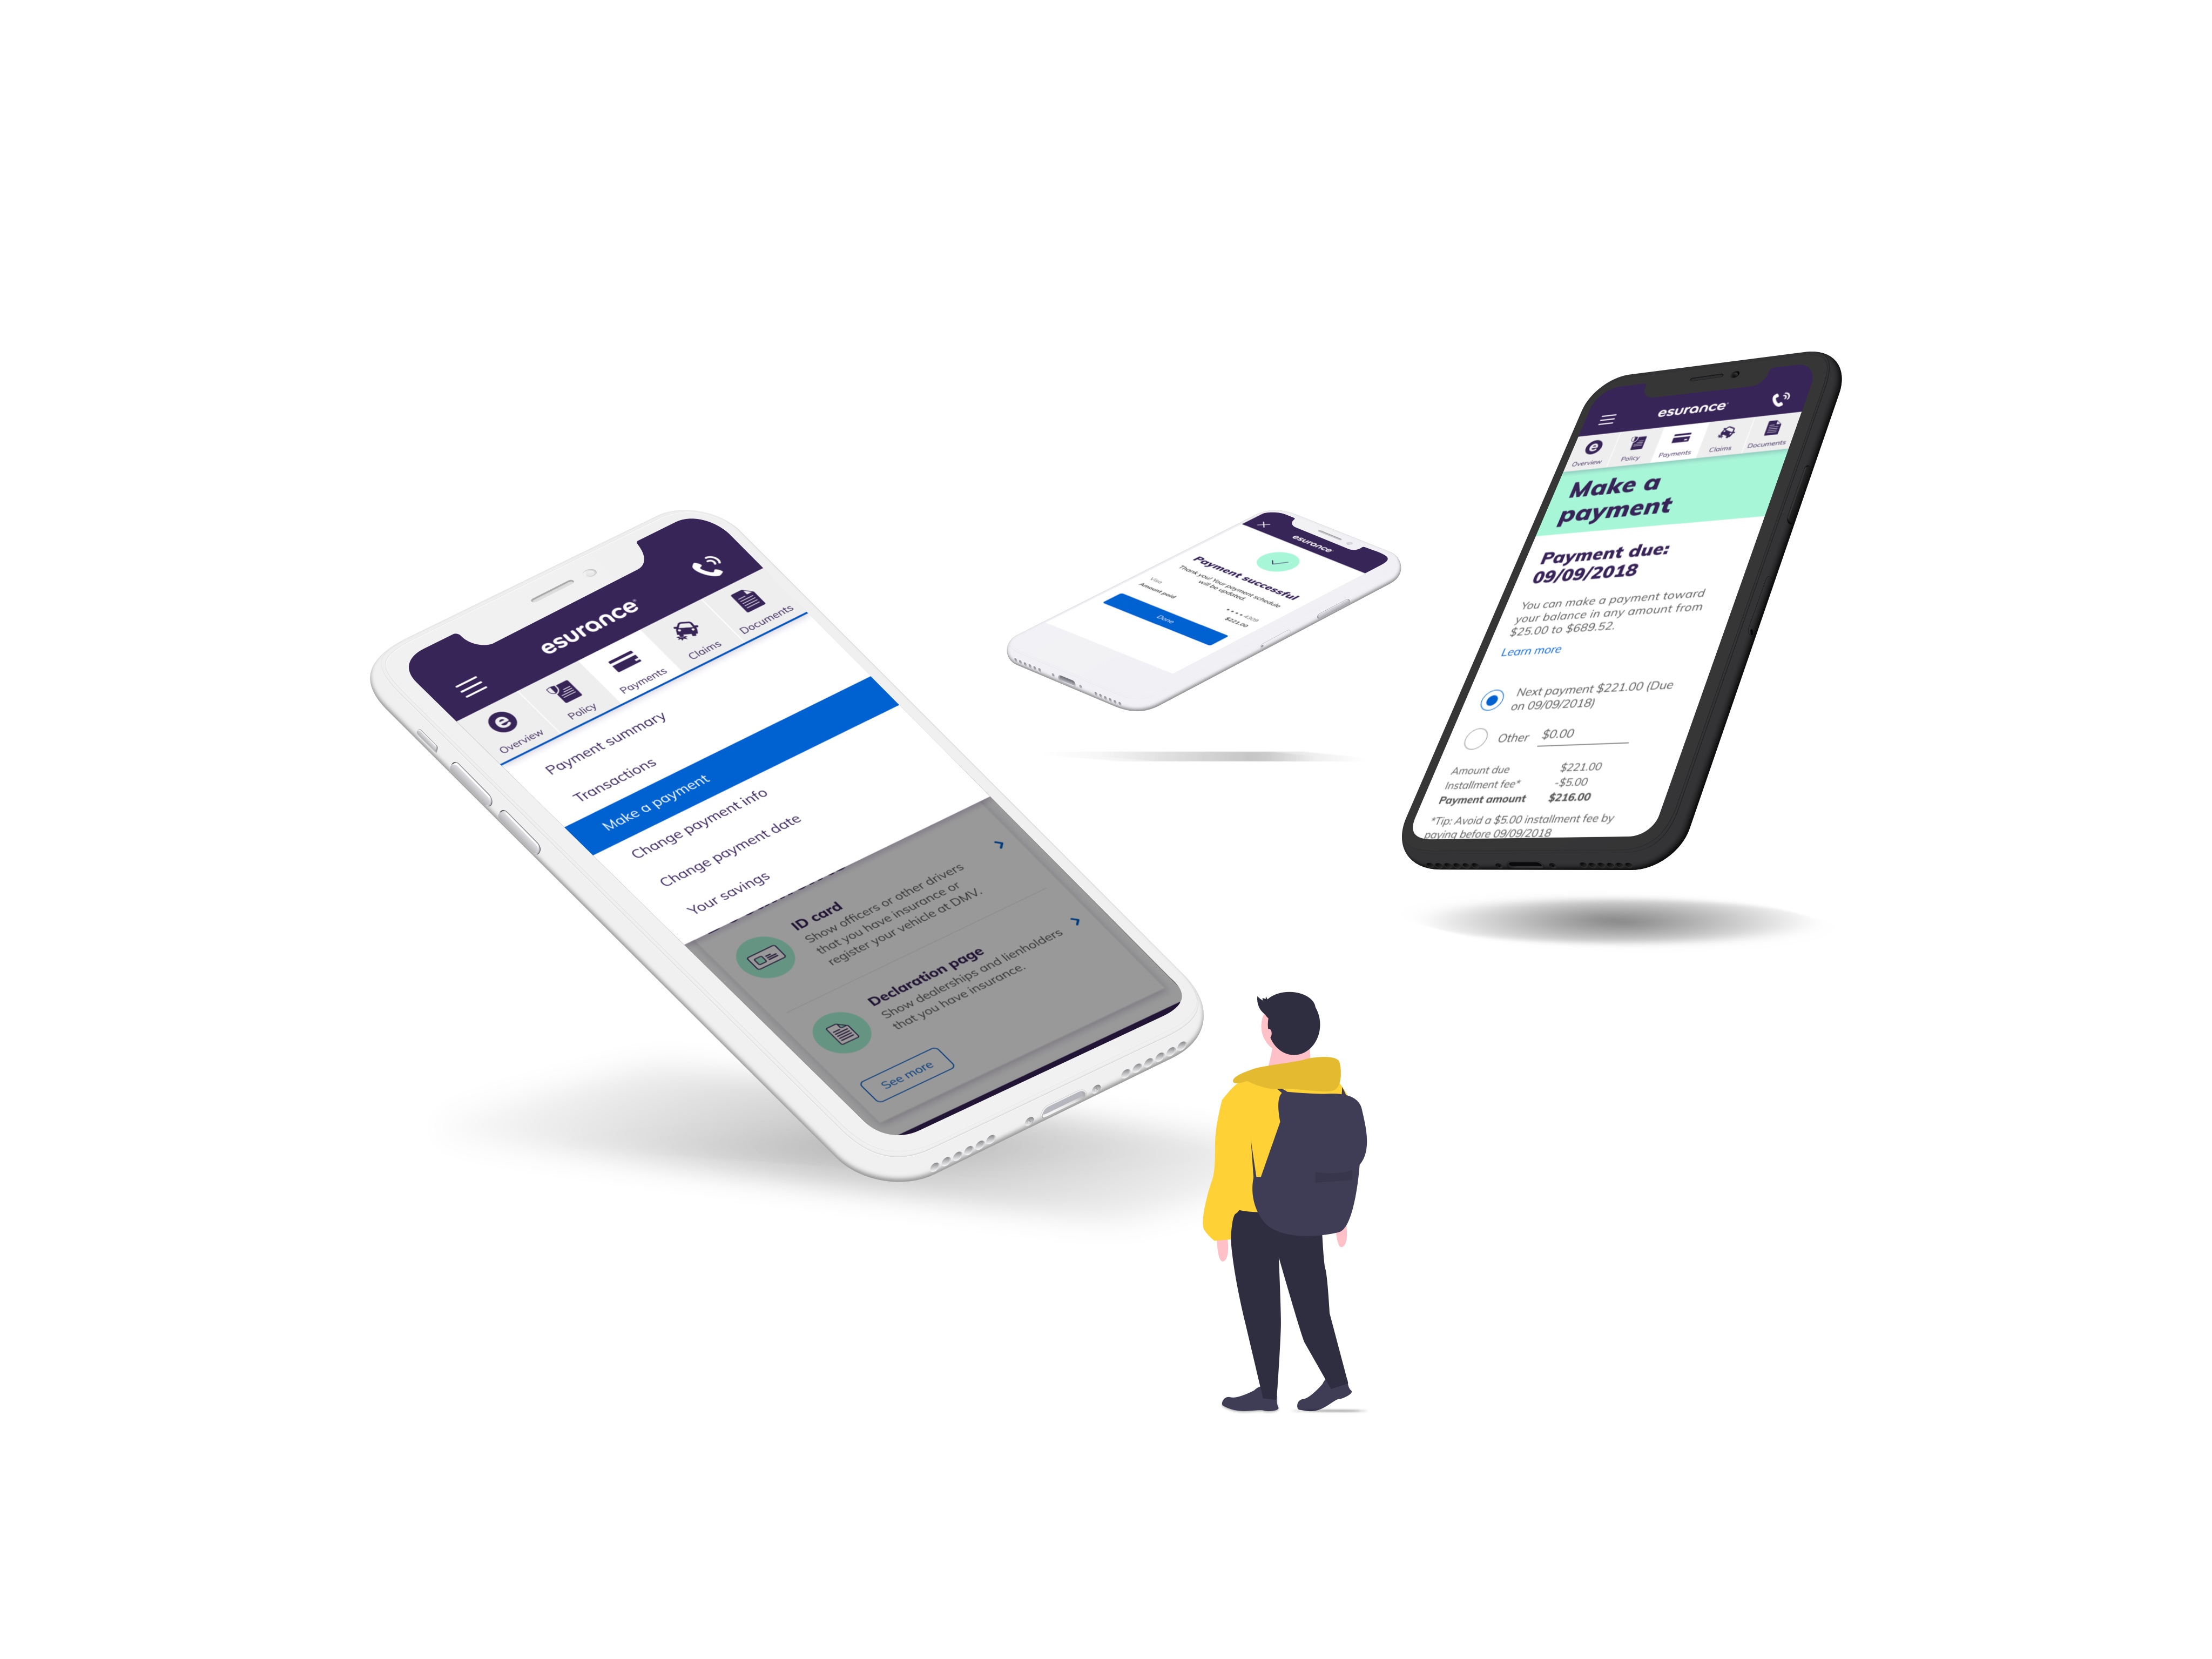 esurance
Overview
Policy
Payments
Claims
Documents
Payment summary
Transactions
Make a payment
Change payment info
Change payment date
Your savings
ID card
Show officers or other drivers
that you have insurance or
register your vehicle at DMV.
Declaration page
Show dealerships and lienholders
that you have insurance.
See more
esurance
Payment successful
Thank you! Your payment schedule
will be updated.
Visa
Amount paid $221.00
Done
esurance
Overview Policy Payments Claims Documents
Make a
payment
Payment due:
09/09/2018
You can make a payment toward
your balance in any amount from
$25.00 to $689.52.
Learn more
Next payment $221.00 (Due
on 09/09/2018)
Other $0.00
Amount due $221.00
Installment fee* -$5.00
Payment amount $216.00
*Tip: Avoid a $5.00 installment fee by
paying before 09/09/2018